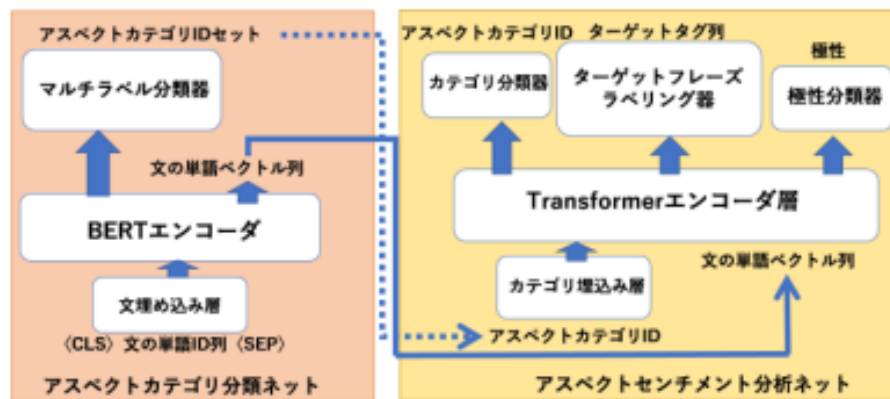 アスペクトカテゴリIDセット
マルチラベル分類器
文の単語ベクトル列
BERTエンコーダ
文埋め込み層
〈CLS〉文の単語ID列〈SEP〉
アスペクトカテゴリ分類ネット
アスペクトカテゴリID ターゲットタグ列
極性
カテゴリ分類器
ターゲットフレーズ
ラベリング器
極性分類器
Transformerエンコーダ層
カテゴリ埋込み層
文の単語ベクトル列
アスペクトカテゴリID
アスペクトセンチメント分析ネット